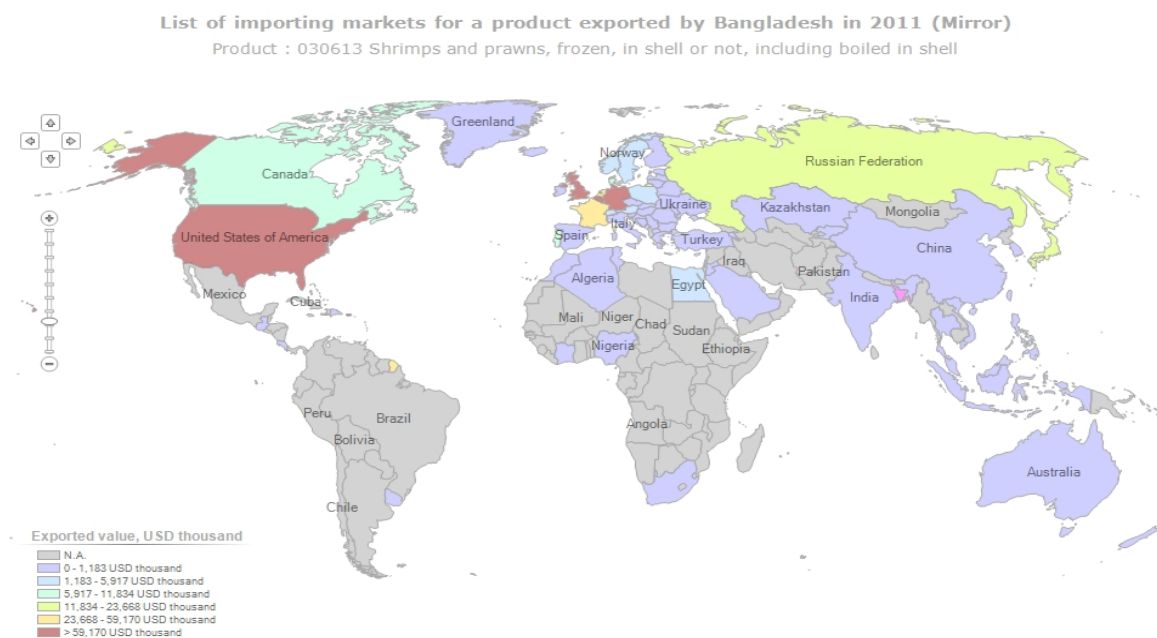 List of importing markets for a product exported by Bangladesh in 2011 (Mirror)
Product : 030613 Shrimps and prawns, frozen, in shell or not, including boiled in shell
Greenland
Norway
Russian Federation
Canada
Ukraine
Kazakhstan
Mongolia
United States of America
Spain
Italy
Turkey
China
Iraq
Pakistan
Mexico
Cuba
Algeria
Egypt
India
Mali
Niger
Chad
Sudan
Nigeria
Ethiopia
Peru
Brazil
Angola
Bolivia
Australia
Chile
Exported value, USD thousand
N.A.
0 - 1,183 USD thousand
1,183 - 5,917 USD thousand
5,917 - 11,834 USD thousand
11,834 - 23,668 USD thousand
23,668 - 59,170 USD thousand
> 59,170 USD thousand